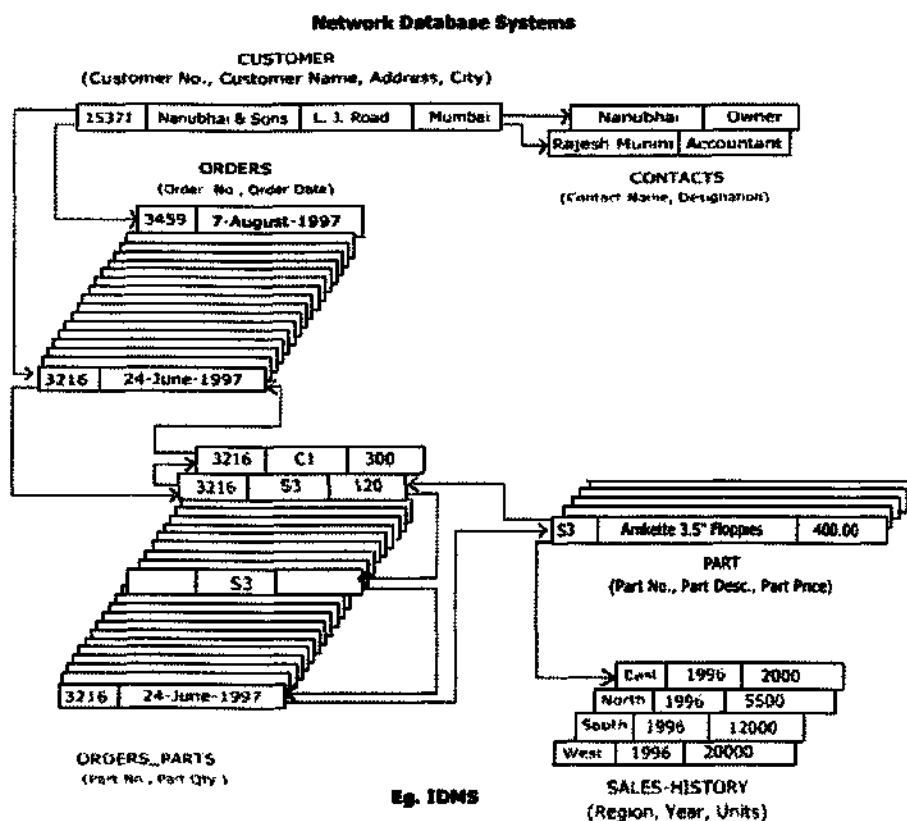 Network Database Systems
CUSTOMER
(Customer No., Customer Name, Address, City)
15371 Nanubhai & Sons L. J. Road Mumbai
Nanubhai Owner
Rajesh Munim Accountant
CONTACTS
(Contact Name, Designation)
ORDERS
(Order No., Order Date)
3459 7-August-1997
3216 24-June-1997
3216 C1 300
3216 S3 120
S3
3216 24-June-1997
ORDERS_PARTS
(Part No., Part Qty.)
S3 Amkette 3.5" Floppies 400.00
PART
(Part No., Part Desc., Part Price)
East 1996 2000
North 1996 5500
South 1996 12000
West 1996 20000
SALES-HISTORY
(Region, Year, Units)
Eg. IDMS